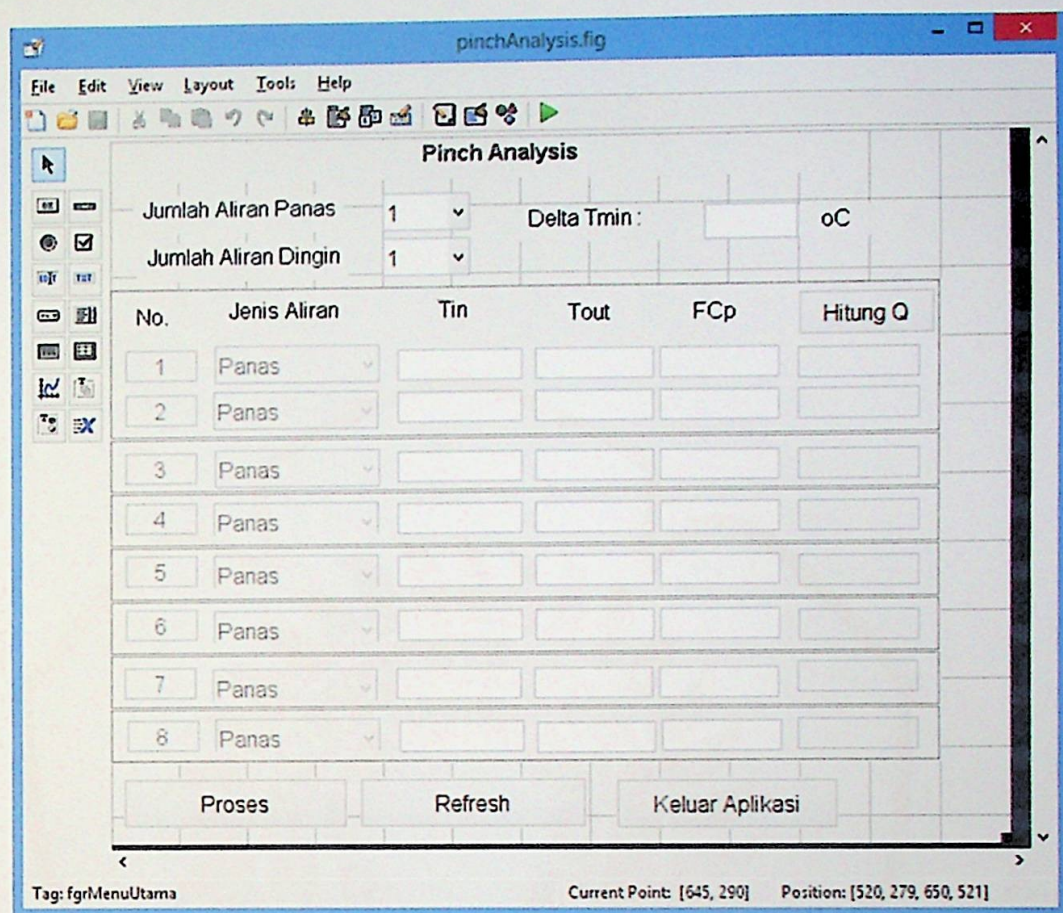 pinchAnalysis.fig
File Edit View Layout Tools Help
Pinch Analysis
Jumlah Aliran Panas 1 Delta Tmin : oC
Jumlah Aliran Dingin 1
No. Jenis Aliran Tin Tout FCp Hitung Q
1 Panas
2 Panas
3 Panas
4 Panas
5 Panas
6 Panas
7 Panas
8 Panas
Proses Refresh Keluar Aplikasi
Tag: fgrMenuUtama Current Point: [645, 290] Position: [520, 279, 650, 521]